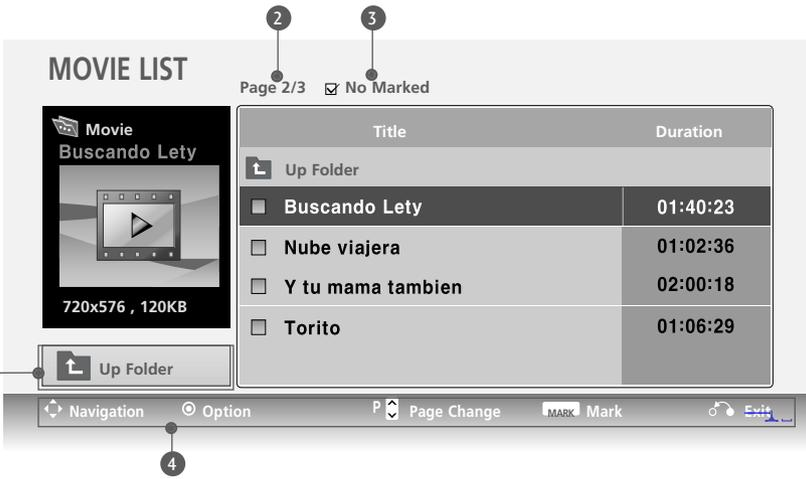 2 3
MOVIE LIST
Page 2/3 No Marked
Movie
Buscando Lety
720x576 , 120KB
Up Folder
Title Duration
Up Folder
Buscando Lety 01:40:23
Nube viajera 01:02:36
Y tu mama tambien 02:00:18
Torito 01:06:29
Navigation Option P Page Change MARK Mark Exit
4